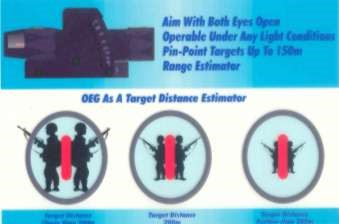 Aim With Both Eyes Open
Operable Under Any Light Conditions
Pin-Point Targets Up To 150m
Range Estimator
OEG As A Target Distance Estimator
Target Distance
Target Distance
Target Distance
200m